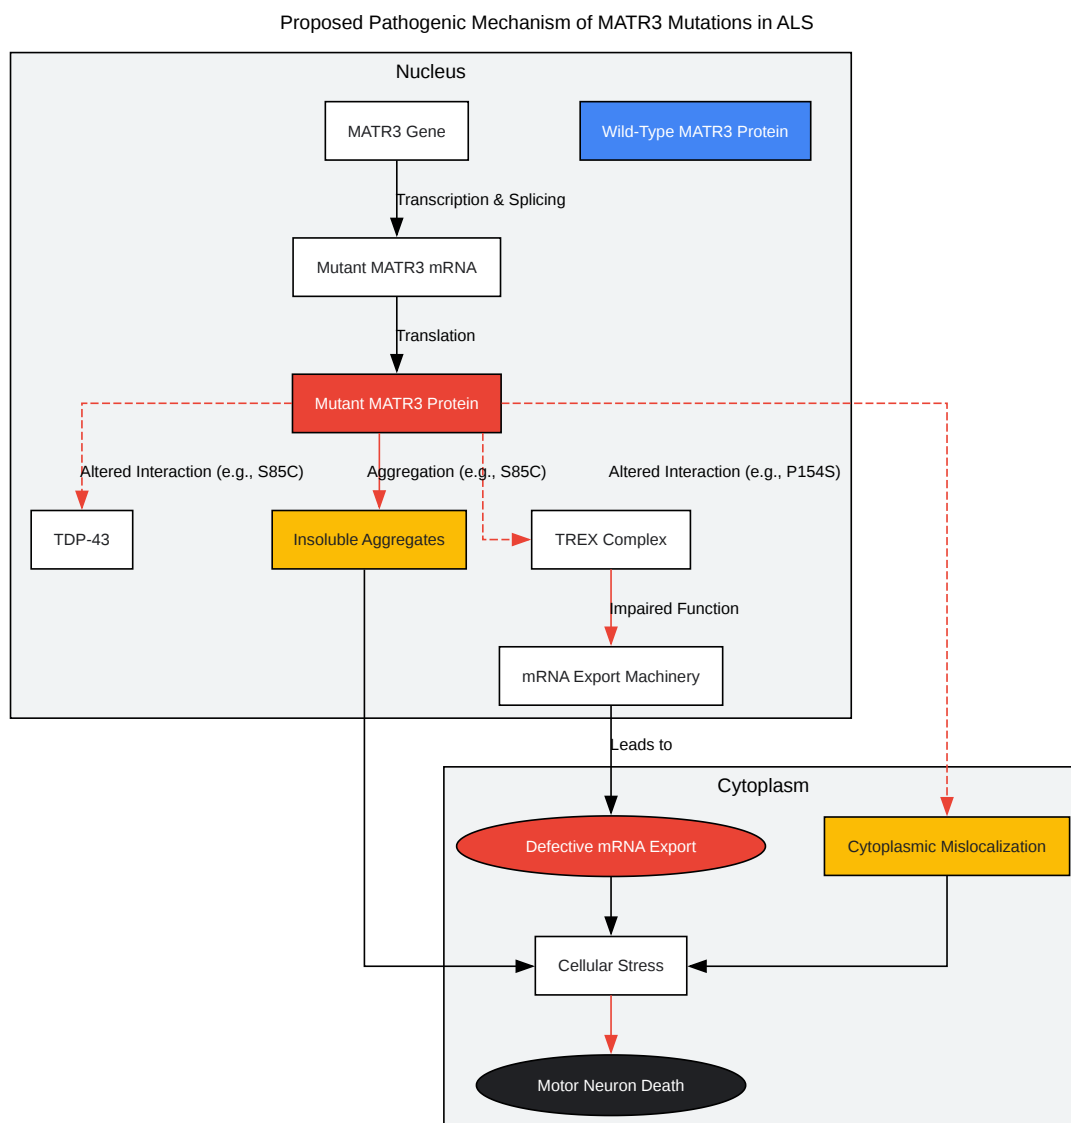 Proposed Pathogenic Mechanism of MATR3 Mutations in ALS
Nucleus
MATR3 Gene
Wild-Type MATR3 Protein
Transcription & Splicing
Mutant MATR3 mRNA
Translation
Mutant MATR3 Protein
Altered Interaction (e.g., S85C)
Aggregation (e.g., S85C)
Altered Interaction (e.g., P154S)
TDP-43
Insoluble Aggregates
TREX Complex
Impaired Function
mRNA Export Machinery
Leads to
Cytoplasm
Defective mRNA Export
Cytoplasmic Mislocalization
Cellular Stress
Motor Neuron Death